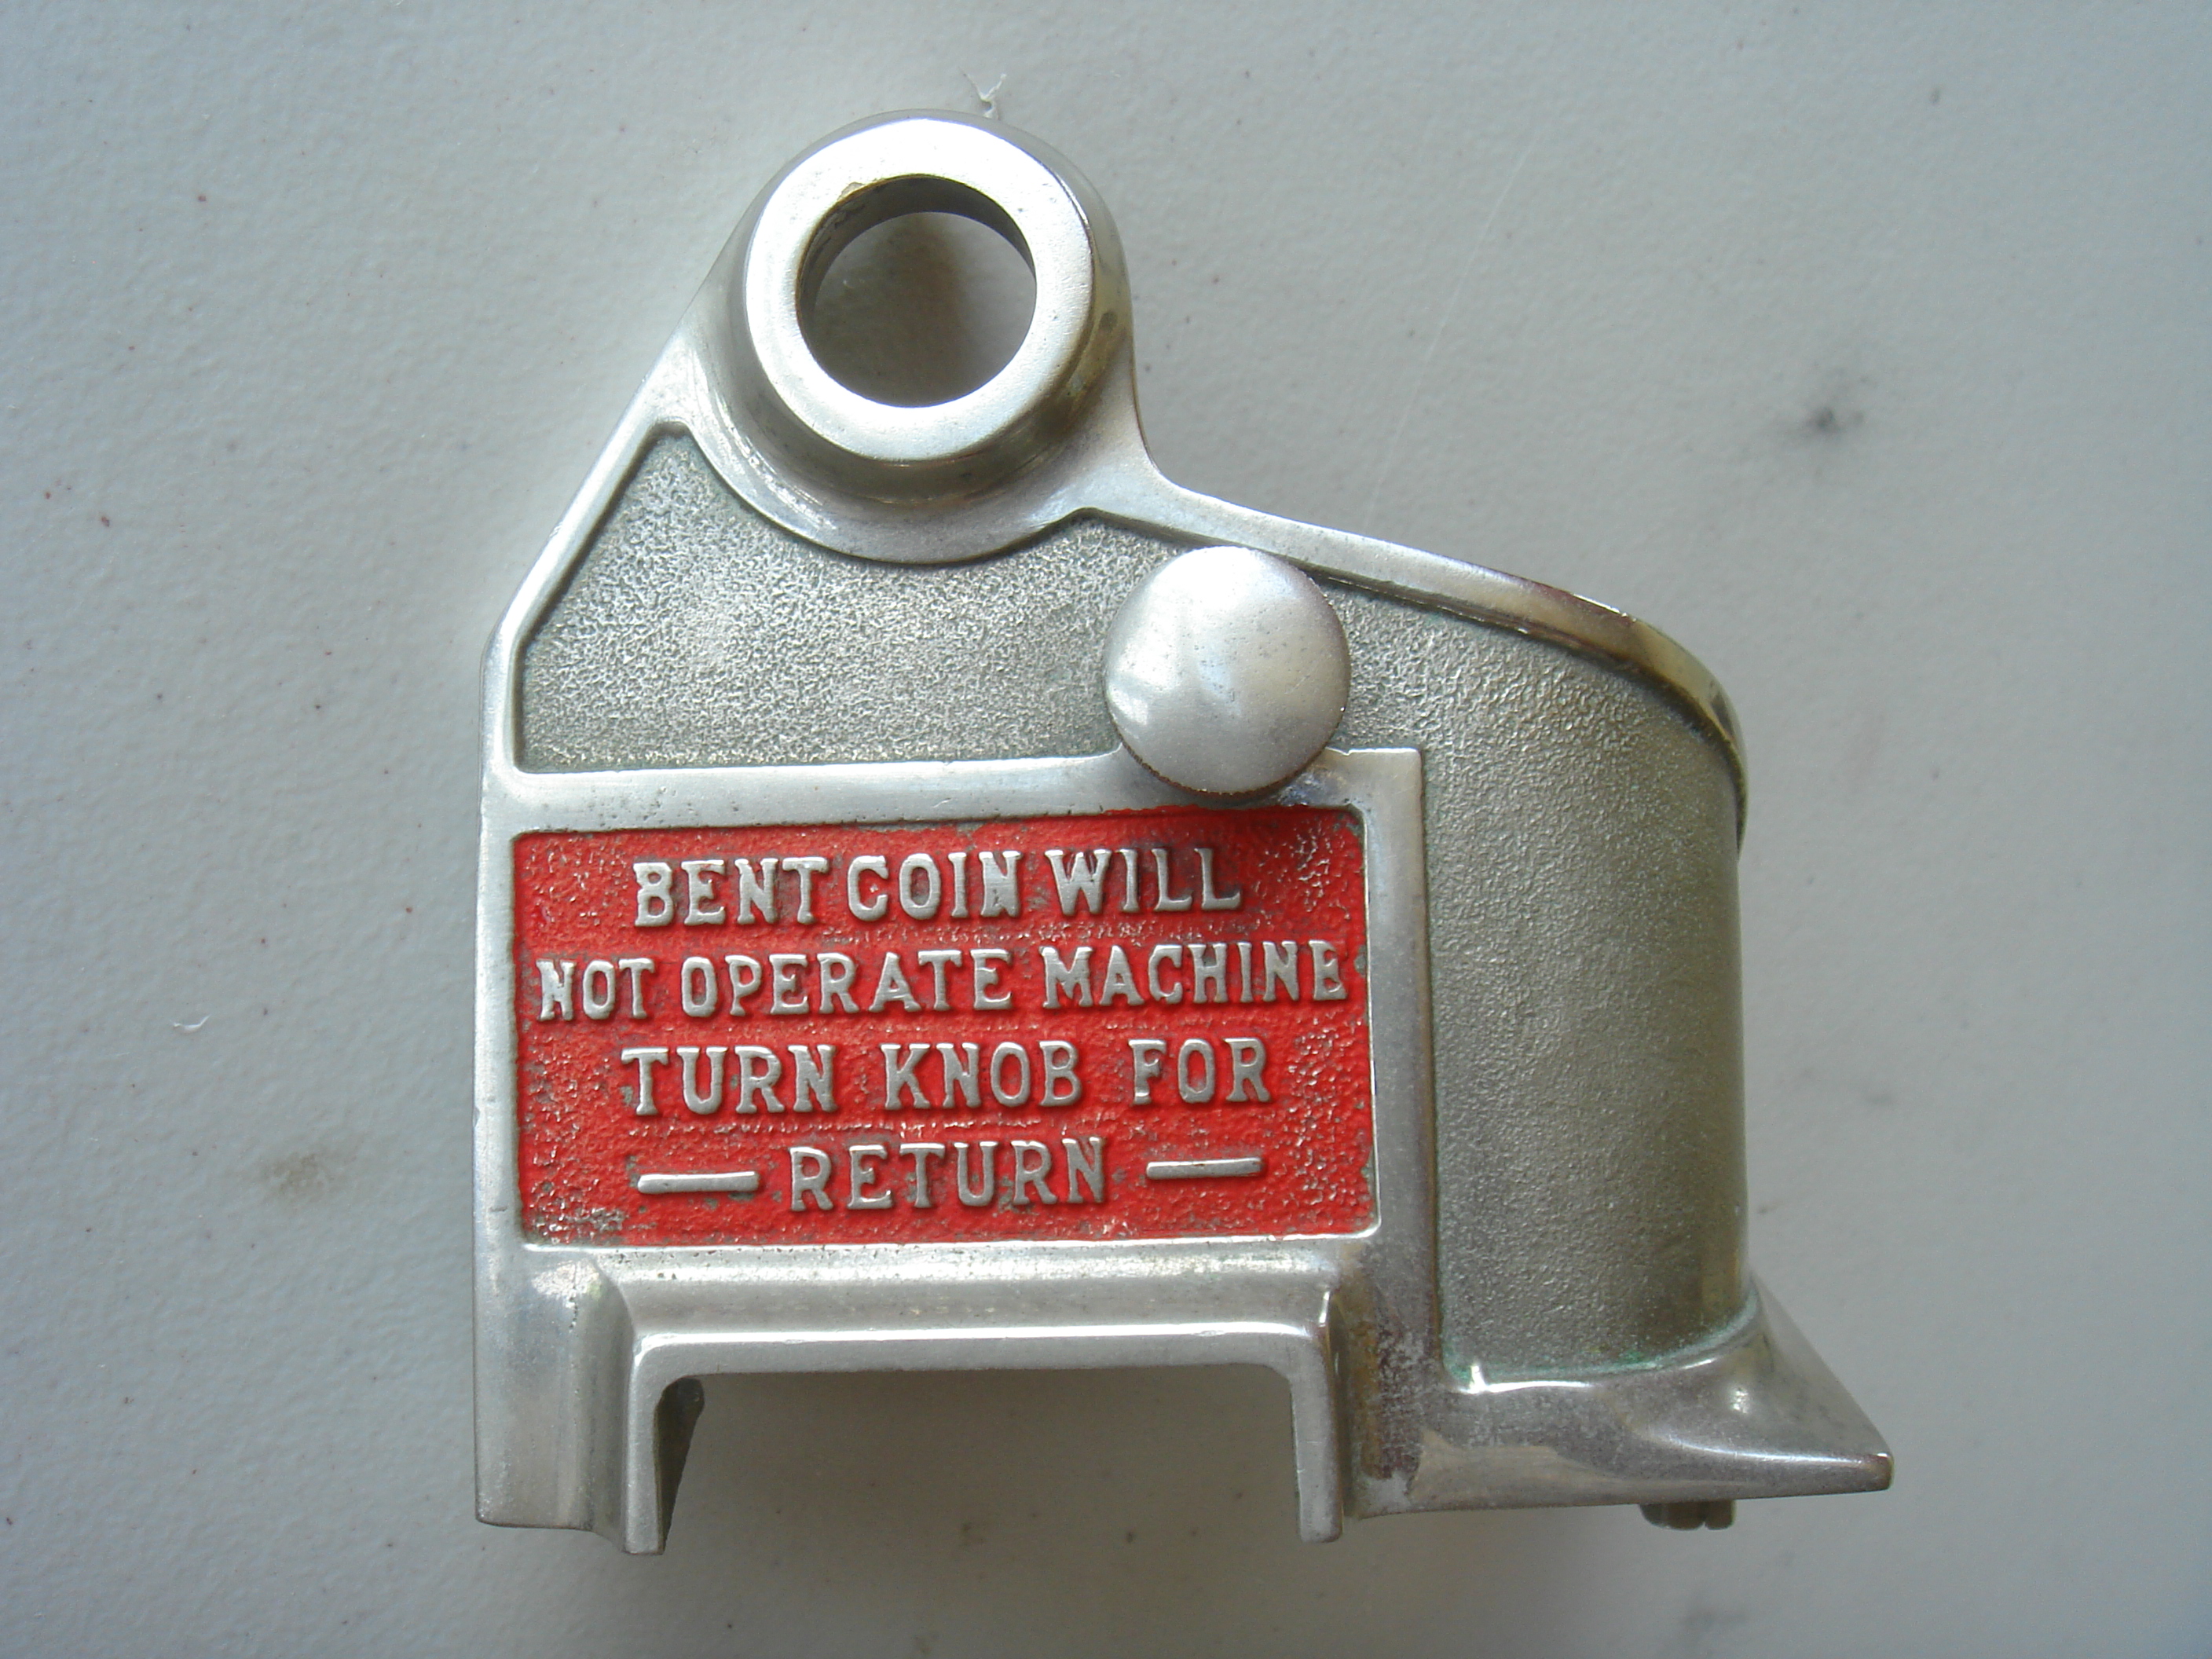 BENT COIN WILL
NOT OPERATE MACHINE
TURN KNOB FOR
— RETURN —